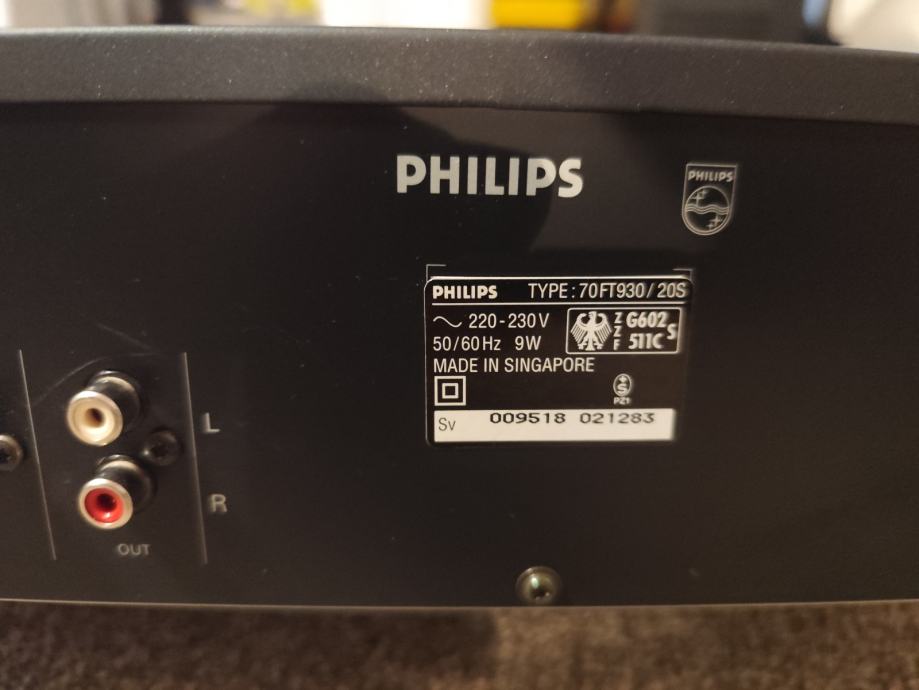 PHILIPS
PHILIPS
PHILIPS TYPE: 70FT930/20S
~ 220-230V
50/60Hz 9W
ZZF G602 S
511C
MADE IN SINGAPORE
S
PZ1
Sv 009518 021283
L
R
OUT